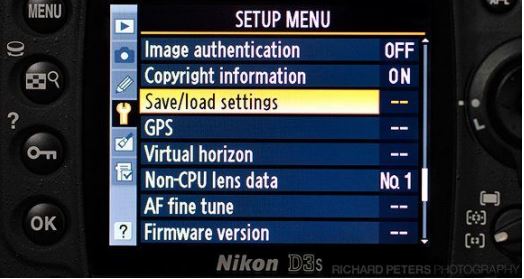 MENU
SETUP MENU
Image authentication OFF
Copyright information ON
Save/load settings --
GPS --
Virtual horizon --
Non-CPU lens data No. 1
AF fine tune --
Firmware version --
?
?
OK
L
Nikon D3s
RICHARD PETERS PHOTOGRAPHY